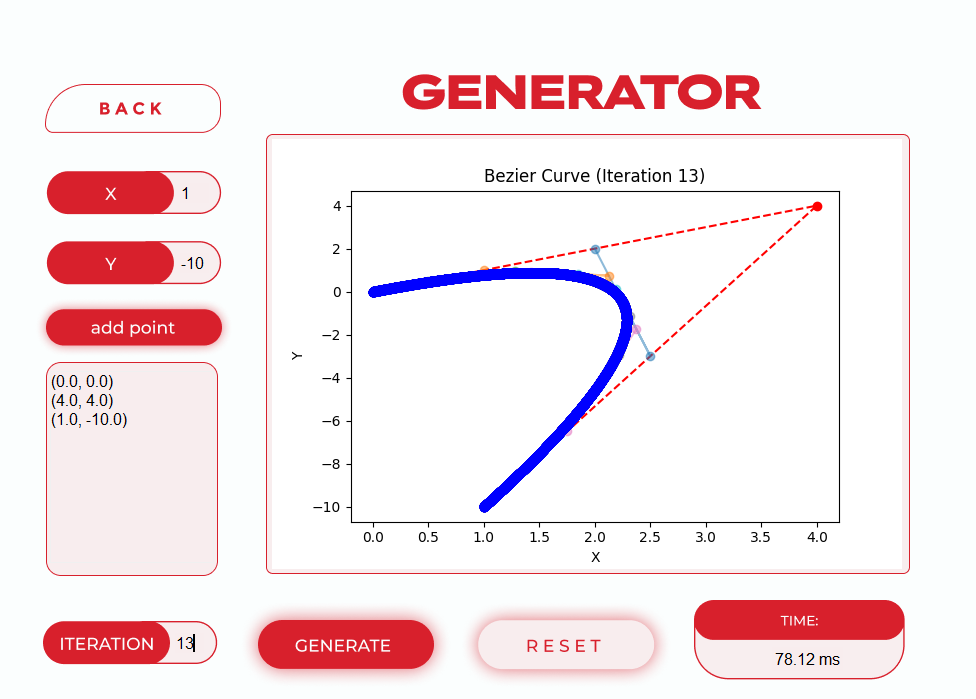 GENERATOR
BACK
X 1
Y -10
add point
(0.0, 0.0)
(4.0, 4.0)
(1.0, -10.0)
ITERATION 13
Bezier Curve (Iteration 13)
4
2
0
−2
−4
−6
−8
−10
Y
0.0 0.5 1.0 1.5 2.0 2.5 3.0 3.5 4.0
X
GENERATE
RESET
TIME:
78.12 ms